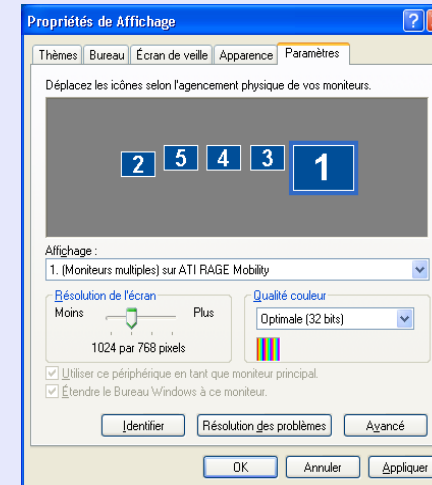 Propriétés de Affichage
Thèmes Bureau Écran de veille Apparence Paramètres
Déplacez les icônes selon l'agencement physique de vos moniteurs.
2 5 4 3 1
Affichage :
1. (Moniteurs multiples) sur ATI RAGE Mobility
Résolution de l'écran Qualité couleur
Moins Plus Optimale (32 bits)
1024 par 768 pixels
Utiliser ce périphérique en tant que moniteur principal.
Étendre le Bureau Windows à ce moniteur.
Identifier Résolution des problèmes Avancé
OK Annuler Appliquer